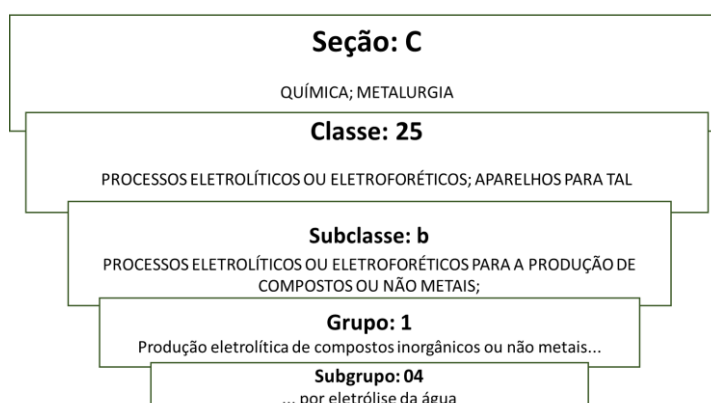 Seção: C
QUÍMICA; METALURGIA
Classe: 25
PROCESSOS ELETROLÍTICOS OU ELETROFORÉTICOS; APARELHOS PARA TAL
Subclasse: b
PROCESSOS ELETROLÍTICOS OU ELETROFORÉTICOS PARA A PRODUÇÃO DE
COMPOSTOS OU NÃO METAIS;
Grupo: 1
Produção eletrolítica de compostos inorgânicos ou não metais...
Subgrupo: 04
... por eletrólise da água